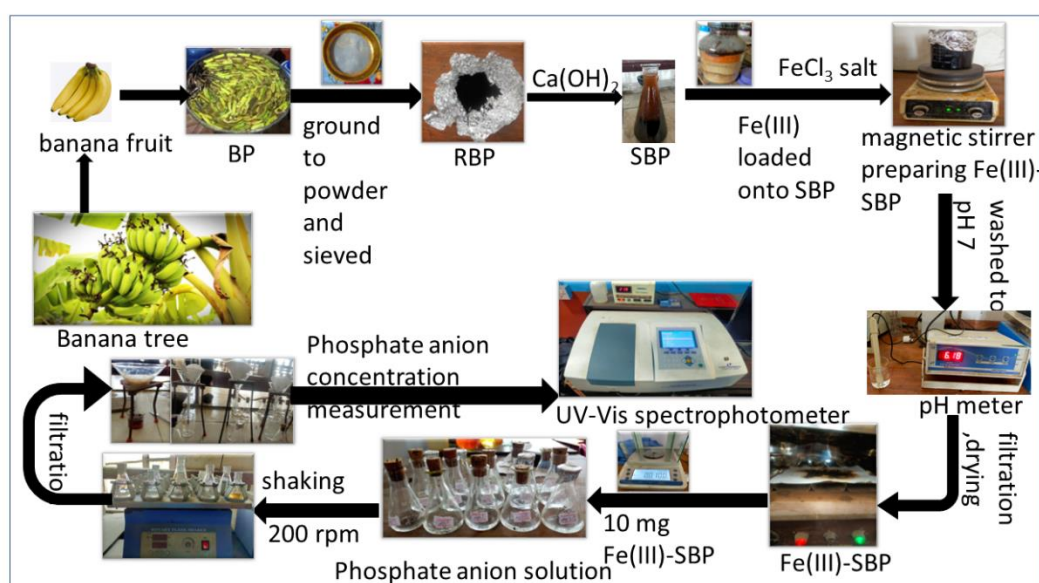 banana fruit
BP
ground
to
powder
and
sieved
RBP
Ca(OH)₂
SBP
Fe(III)
loaded
onto SBP
FeCl₃ salt
magnetic stirrer
preparing Fe(III)-
SBP
washed to
pH 7
Banana tree
6.18
pH meter
filtration
,drying
Fe(III)-SBP
10 mg
Fe(III)-SBP
Phosphate anion solution
shaking
200 rpm
filtratio
Phosphate anion
concentration
measurement
UV-Vis spectrophotometer